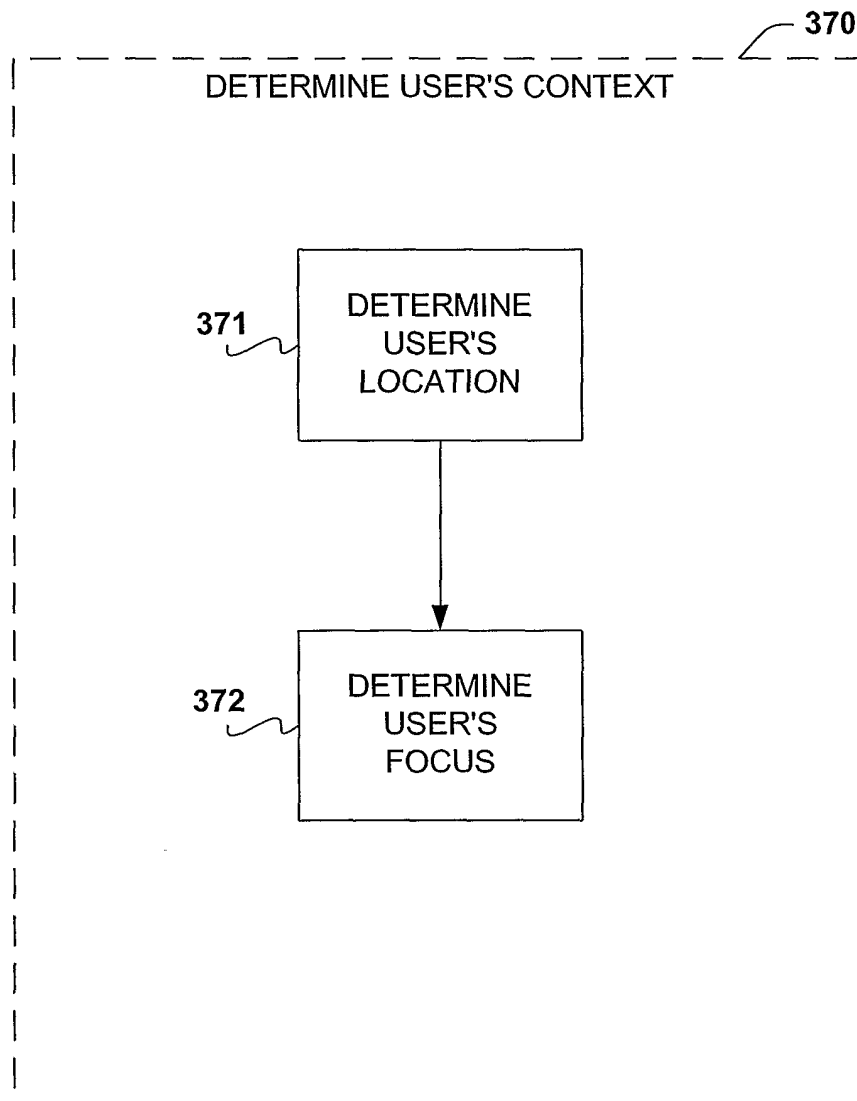 370
DETERMINE USER'S CONTEXT
371
DETERMINE
USER'S
LOCATION
372
DETERMINE
USER'S
FOCUS